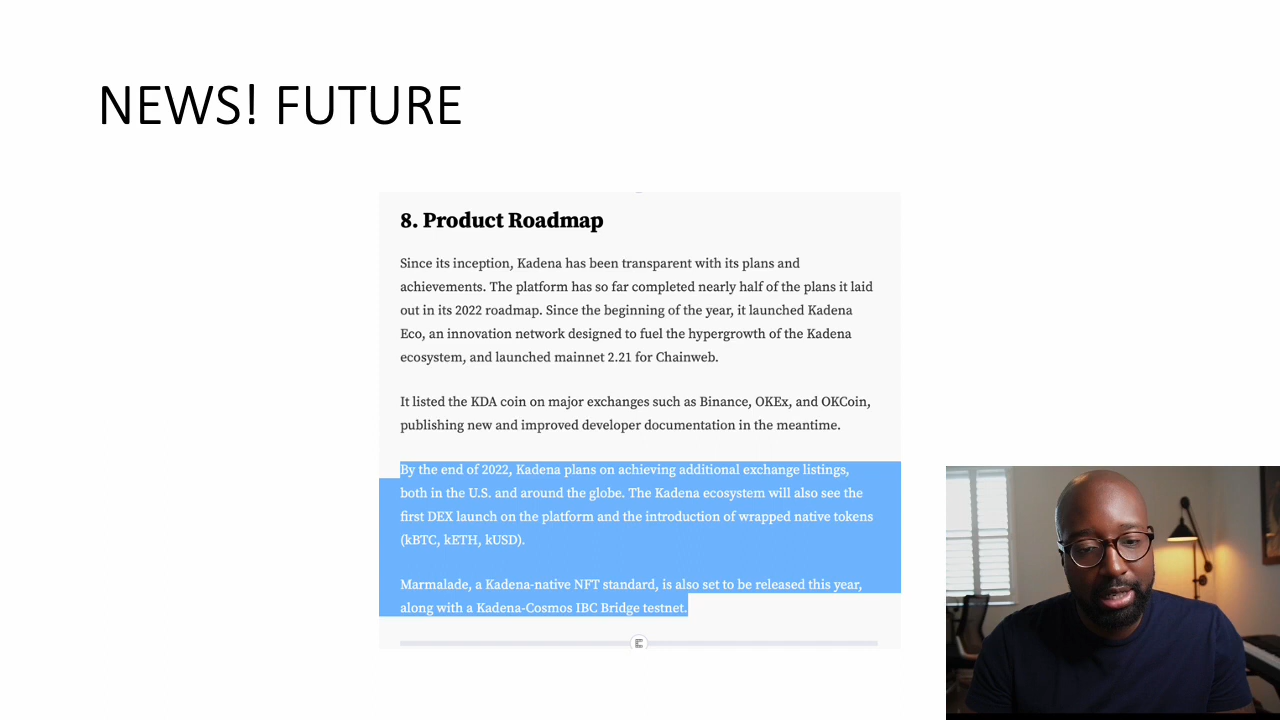 NEWS! FUTURE
8. Product Roadmap
Since its inception, Kadena has been transparent with its plans and
achievements. The platform has so far completed nearly half of the plans it laid
out in its 2022 roadmap. Since the beginning of the year, it launched Kadena
Eco, an innovation network designed to fuel the hypergrowth of the Kadena
ecosystem, and launched mainnet 2.21 for Chainweb.
It listed the KDA coin on major exchanges such as Binance, OKEx, and OKCoin,
publishing new and improved developer documentation in the meantime.
By the end of 2022, Kadena plans on achieving additional exchange listings,
both in the U.S. and around the globe. The Kadena ecosystem will also see the
first DEX launch on the platform and the introduction of wrapped native tokens
(kBTC, kETH, kUSD).
Marmalade, a Kadena-native NFT standard, is also set to be released this year,
along with a Kadena-Cosmos IBC Bridge testnet.